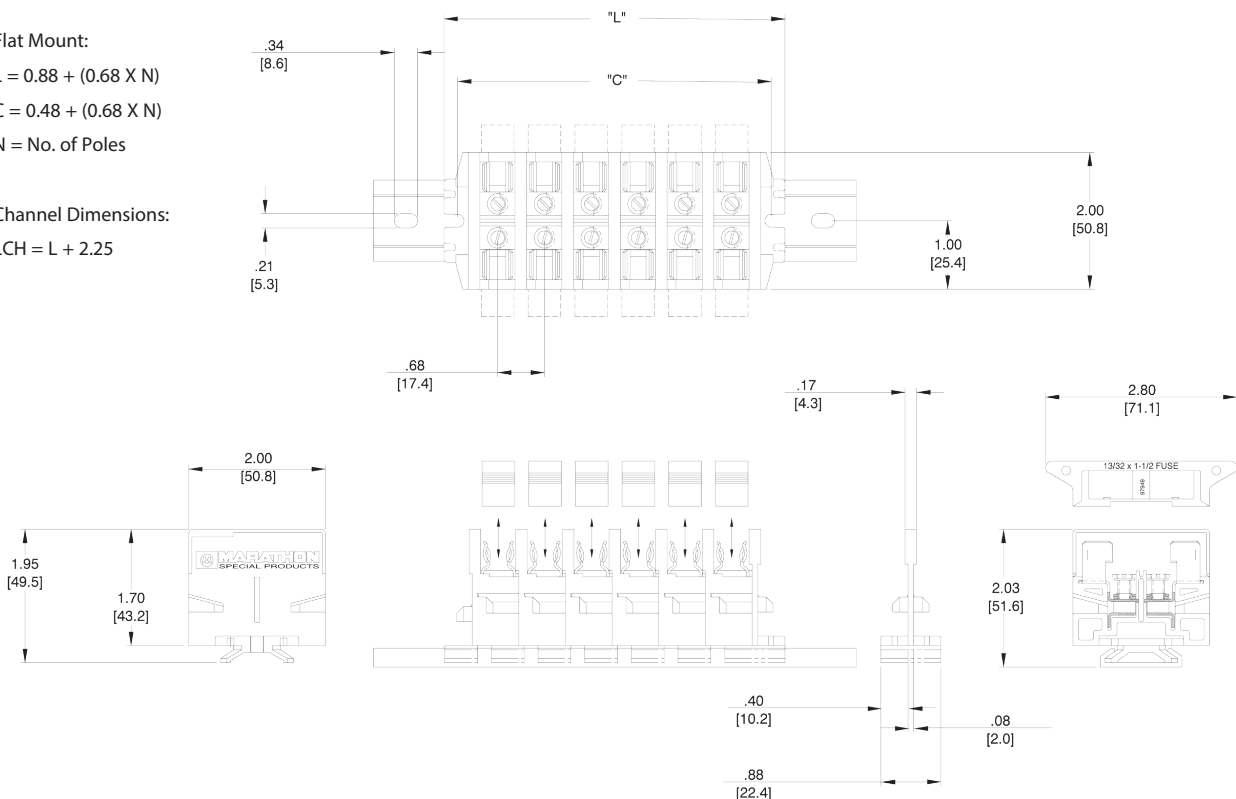 Flat Mount:
L = 0.88 + (0.68 X N)
C = 0.48 + (0.68 X N)
N = No. of Poles
Channel Dimensions:
LCH = L + 2.25
"L"
"C"
.34
[8.6]
.21
[5.3]
2.00
[50.8]
1.00
[25.4]
.68
[17.4]
.17
[4.3]
2.80
[71.1]
13/32 x 1-1/2 FUSE
97949
2.00
[50.8]
1.95
[49.5]
1.70
[43.2]
MARATHON
SPECIAL PRODUCTS
2.03
[51.6]
.40
[10.2]
.08
[2.0]
.88
[22.4]